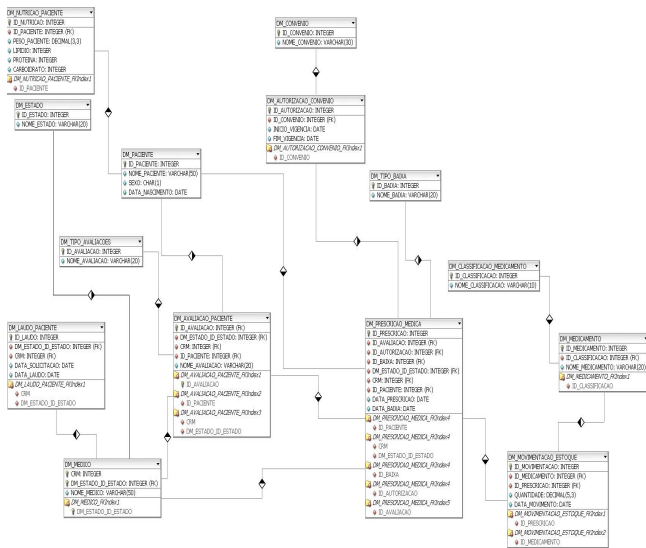 DM_NUTRICAO_PACIENTE
ID_NUTRICAO: INTEGER
ID_PACIENTE: INTEGER (FK)
PESO_PACIENTE: DECIMAL(3,3)
LIPIDIO: INTEGER
PROTEINA: INTEGER
CARBOIDRATO: INTEGER
DM_NUTRICAO_PACIENTE_FKIndex1
ID_PACIENTE
DM_ESTADO
ID_ESTADO: INTEGER
NOME_ESTADO: VARCHAR(20)
DM_CONVENIO
ID_CONVENIO: INTEGER
NOME_CONVENIO: VARCHAR(30)
DM_AUTORIZACAO_CONVENIO
ID_AUTORIZACAO: INTEGER
ID_CONVENIO: INTEGER (FK)
INICIO_VIGENCIA: DATE
FIM_VIGENCIA: DATE
DM_AUTORIZACAO_CONVENIO_FKIndex1
ID_CONVENIO
DM_PACIENTE
ID_PACIENTE: INTEGER
NOME_PACIENTE: VARCHAR(50)
SEXO: CHAR(1)
DATA_NASCIMENTO: DATE
DM_TIPO_BAIXA
ID_BAIXA: INTEGER
NOME_BAIXA: VARCHAR(20)
DM_TIPO_AVALIACOES
ID_AVALIACAO: INTEGER
NOME_AVALIACAO: VARCHAR(20)
DM_CLASSIFICACAO_MEDICAMENTO
ID_CLASSIFICACAO: INTEGER
NOME_CLASSIFICACAO: VARCHAR(10)
DM_LAUDO_PACIENTE
ID_LAUDO: INTEGER
DM_ESTADO_ID_ESTADO: INTEGER (FK)
CRM: INTEGER (FK)
DATA_SOLICITACAO: DATE
DATA_LAUDO: DATE
DM_LAUDO_PACIENTE_FKIndex1
CRM
DM_ESTADO_ID_ESTADO
DM_AVALIACAO_PACIENTE
ID_AVALIACAO: INTEGER (FK)
DM_ESTADO_ID_ESTADO: INTEGER (FK)
CRM: INTEGER (FK)
ID_PACIENTE: INTEGER (FK)
NOME_AVALIACAO: VARCHAR(20)
DM_AVALIACAO_PACIENTE_FKIndex1
ID_AVALIACAO
DM_AVALIACAO_PACIENTE_FKIndex2
ID_PACIENTE
DM_AVALIACAO_PACIENTE_FKIndex3
CRM
DM_ESTADO_ID_ESTADO
DM_PRESCRICAO_MEDICA
ID_PRESCRICAO: INTEGER
ID_AVALIACAO: INTEGER (FK)
ID_AUTORIZACAO: INTEGER (FK)
ID_BAIXA: INTEGER (FK)
DM_ESTADO_ID_ESTADO: INTEGER (FK)
CRM: INTEGER (FK)
ID_PACIENTE: INTEGER (FK)
DATA_PRESCRICAO: DATE
DATA_BAIXA: DATE
DM_PRESCRICAO_MEDICA_FKIndex4
ID_PACIENTE
DM_PRESCRICAO_MEDICA_FKIndex4
CRM
DM_ESTADO_ID_ESTADO
DM_PRESCRICAO_MEDICA_FKIndex4
ID_BAIXA
DM_PRESCRICAO_MEDICA_FKIndex4
ID_AUTORIZACAO
DM_PRESCRICAO_MEDICA_FKIndex5
ID_AVALIACAO
DM_MEDICAMENTO
ID_MEDICAMENTO: INTEGER
ID_CLASSIFICACAO: INTEGER (FK)
NOME_MEDICAMENTO: VARCHAR(20)
DM_MEDICAMENTO_FKIndex1
ID_CLASSIFICACAO
DM_MEDICO
CRM: INTEGER
DM_ESTADO_ID_ESTADO: INTEGER (FK)
NOME_MEDICO: VARCHAR(50)
DM_MEDICO_FKIndex1
DM_ESTADO_ID_ESTADO
DM_MOVIMENTACAO_ESTOQUE
ID_MOVIMENTACAO: INTEGER
ID_MEDICAMENTO: INTEGER (FK)
ID_PRESCRICAO: INTEGER (FK)
QUANTIDADE: DECIMAL(5,3)
DATA_MOVIMENTO: DATE
DM_MOVIMENTACAO_ESTOQUE_FKIndex1
ID_PRESCRICAO
DM_MOVIMENTACAO_ESTOQUE_FKIndex2
ID_MEDICAMENTO